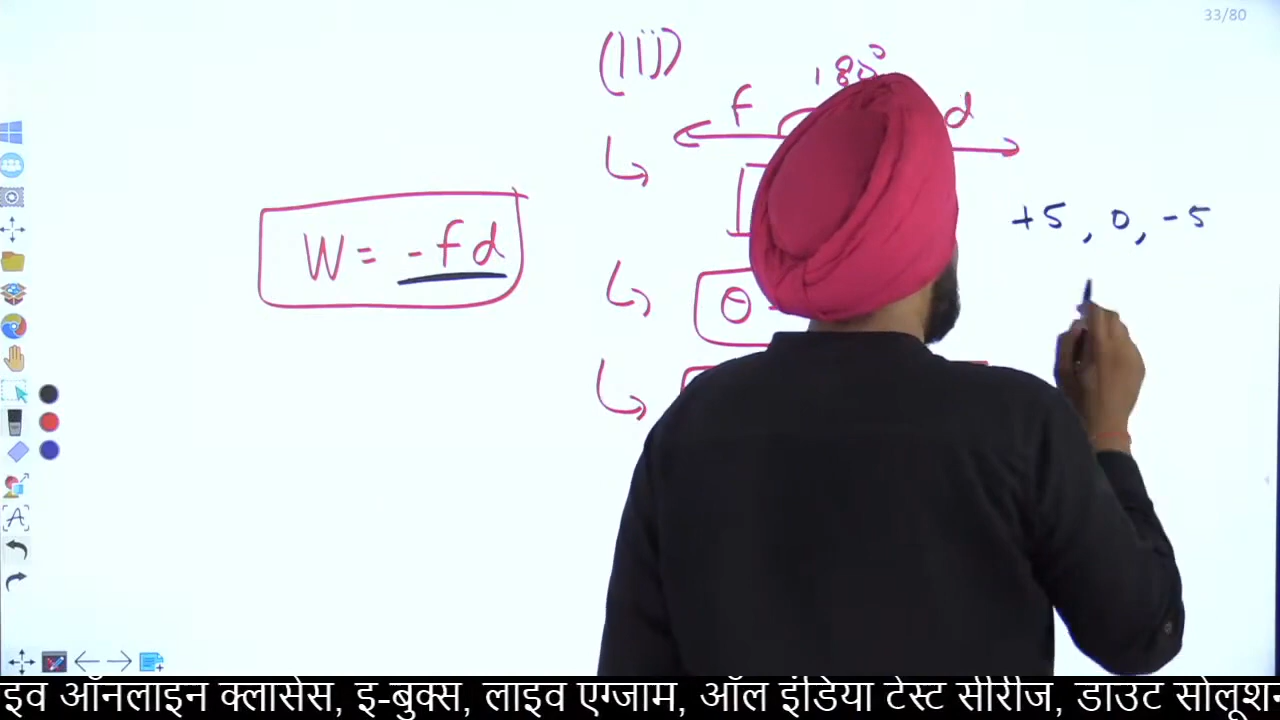 33/80
(iii)
180°
f d
+5, 0, -5
W = -fd
θ
इव ऑनलाइन क्लासेस, इ-बुक्स, लाइव एग्जाम, ऑल इंडिया टेस्ट सीरीज, डाउट सोलूशन